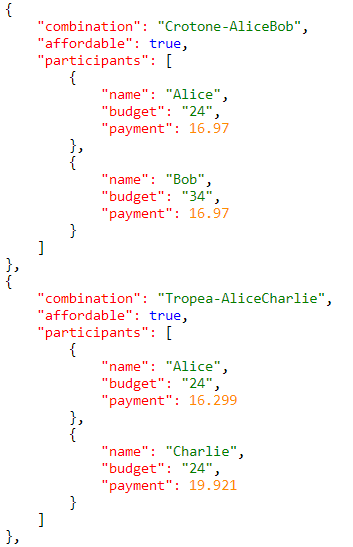 {
    "combination": "Crotone-AliceBob",
    "affordable": true,
    "participants": [
        {
            "name": "Alice",
            "budget": "24",
            "payment": 16.97
        },
        {
            "name": "Bob",
            "budget": "34",
            "payment": 16.97
        }
    ]
},
{
    "combination": "Tropea-AliceCharlie",
    "affordable": true,
    "participants": [
        {
            "name": "Alice",
            "budget": "24",
            "payment": 16.299
        },
        {
            "name": "Charlie",
            "budget": "24",
            "payment": 19.921
        }
    ]
},